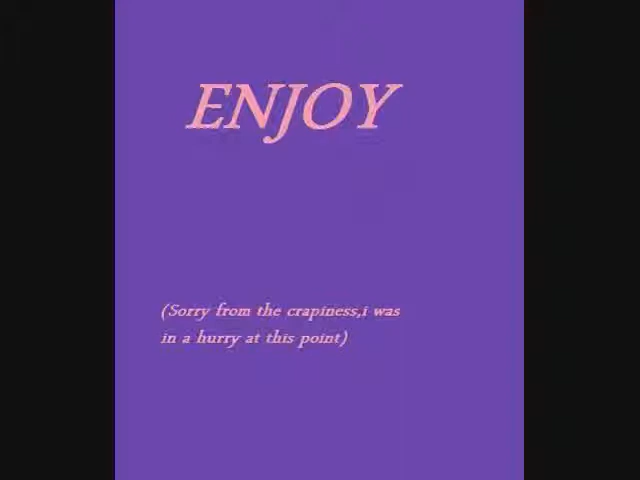 ENJOY
(Sorry from the crapiness,i was
in a hurry at this point)